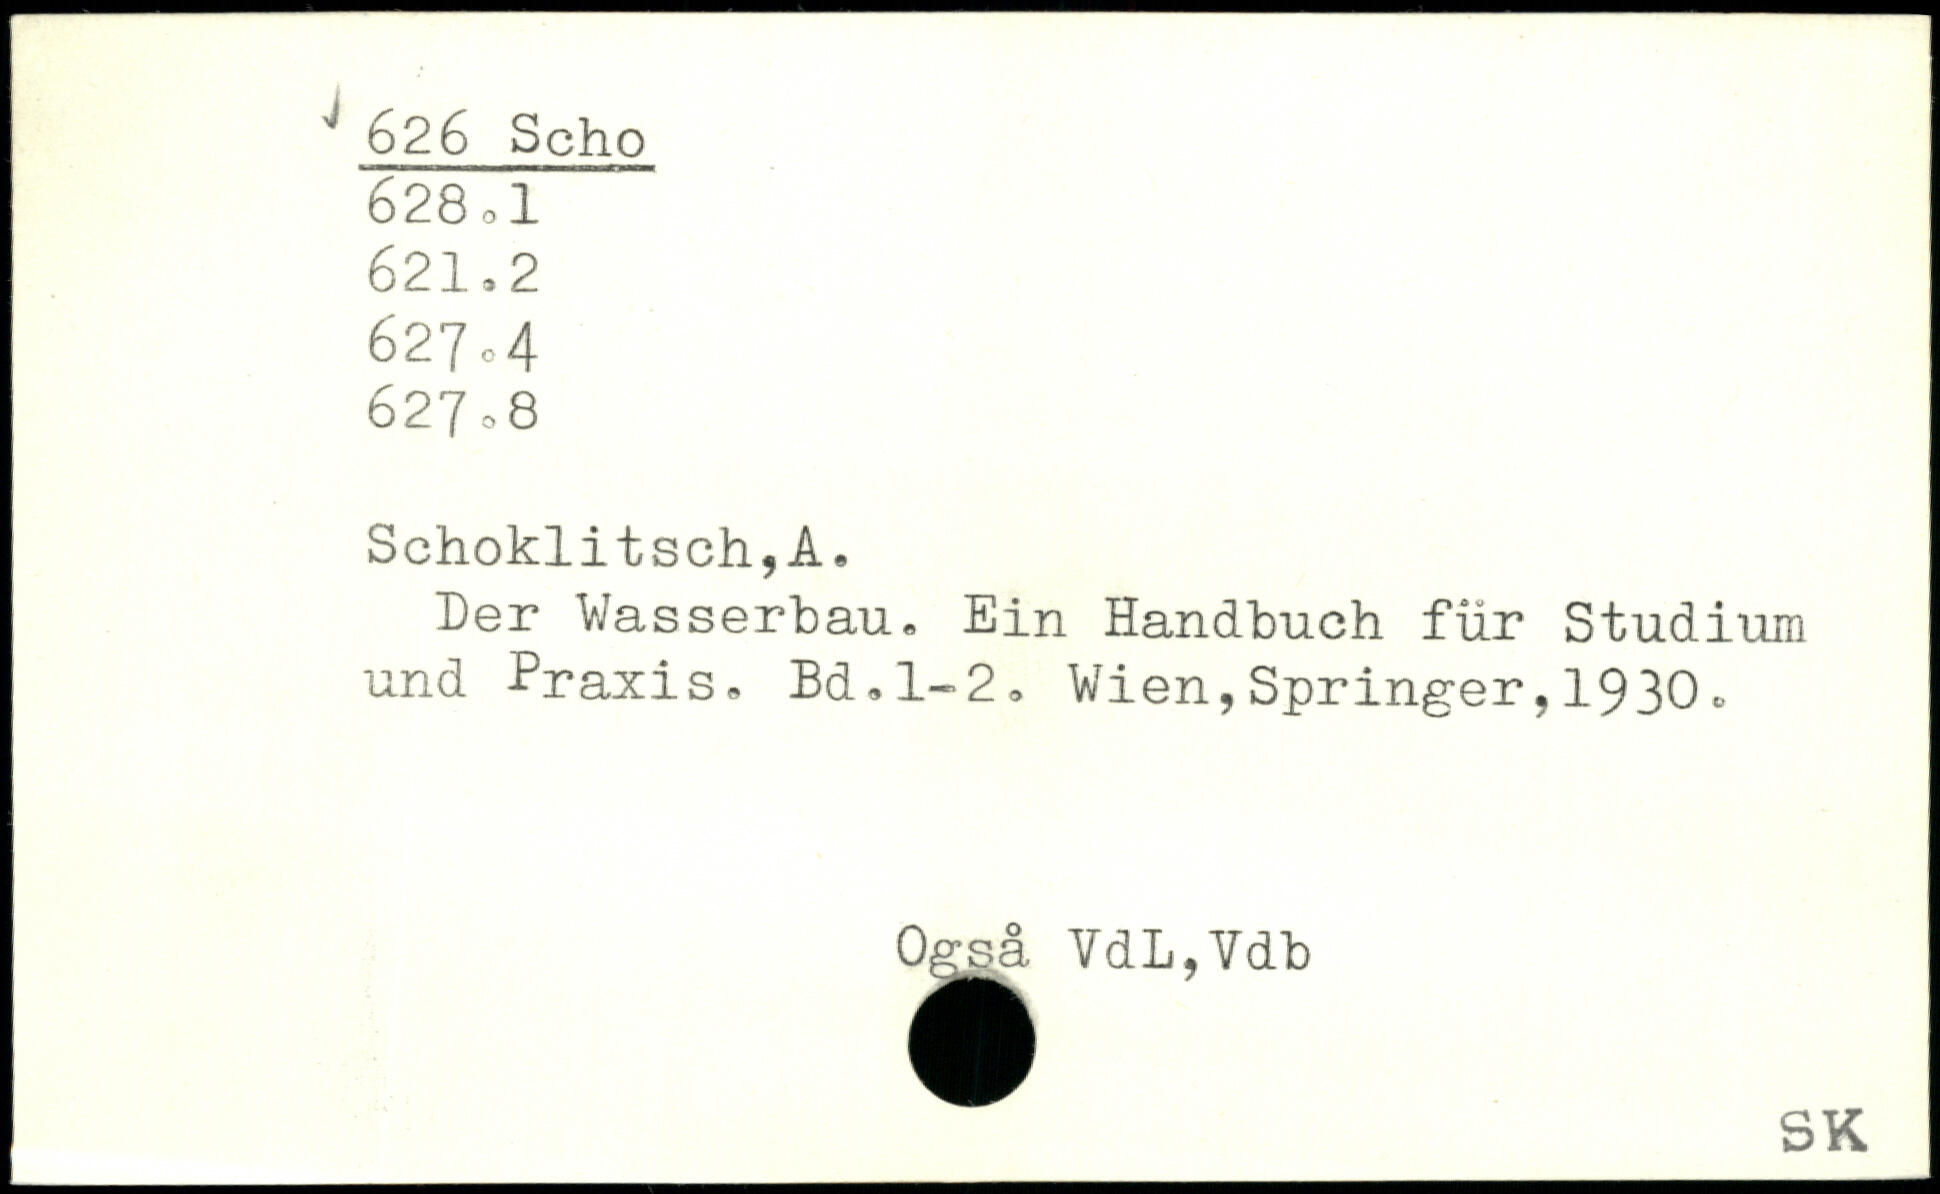 626 Scho
628.1
621.2
627.4
627.8
Schoklitsch,A.
Der Wasserbau. Ein Handbuch für Studium
und Praxis. Bd.1-2. Wien,Springer,1930.
Også VdL,Vdb
SK